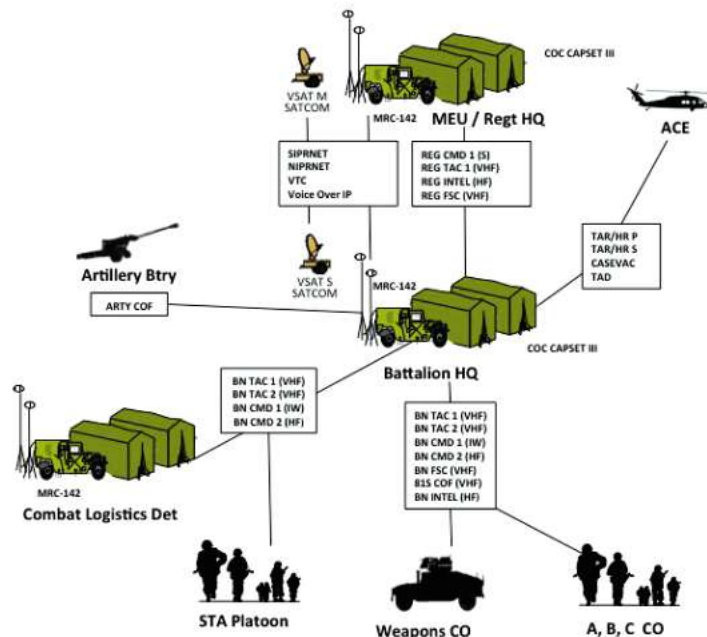 COC CAPSET III
VSAT M
SATCOM
MRC-142
MEU / Regt HQ
ACE
SIPRNET
NIPRNET
VTC
Voice Over IP
REG CMD 1 (S)
REG TAC 1 (VHF)
REG INTEL (HF)
REG FSC (VHF)
TAR/HR P
TAR/HR S
CASEVAC
TAD
Artillery Btry
VSAT S
SATCOM
MRC-142
ARTY COF
COC CAPSET III
Battalion HQ
BN TAC 1 (VHF)
BN TAC 2 (VHF)
BN CMD 1 (IW)
BN CMD 2 (HF)
BN TAC 1 (VHF)
BN TAC 2 (VHF)
BN CMD 1 (IW)
BN CMD 2 (HF)
BN FSC (VHF)
81S COF (VHF)
BN INTEL (HF)
MRC-142
Combat Logistics Det
STA Platoon
Weapons CO
A, B, C CO